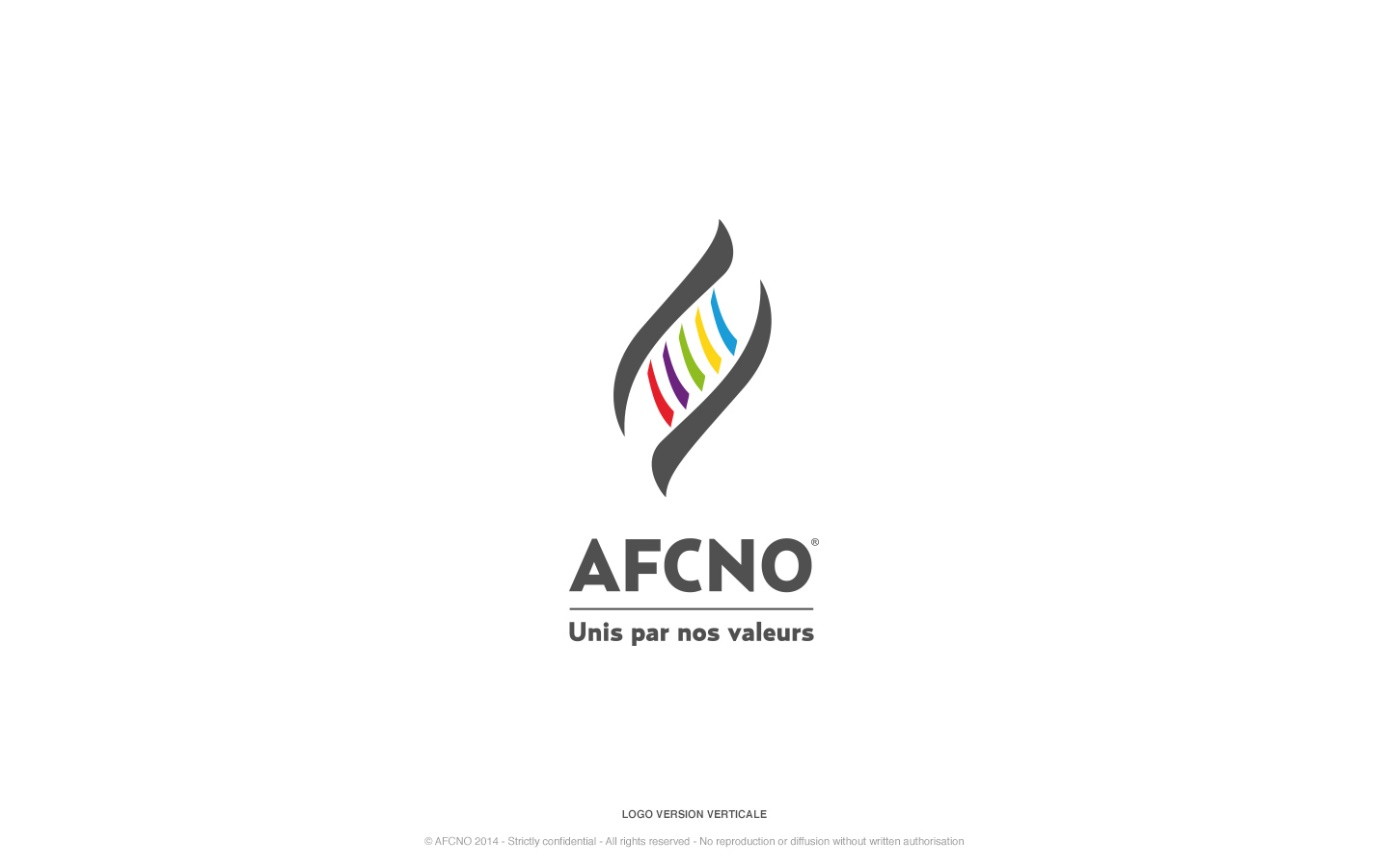 AFCNO®
Unis par nos valeurs
LOGO VERSION VERTICALE
© AFCNO 2014 - Strictly confidential - All rights reserved - No reproduction or diffusion without written authorisation